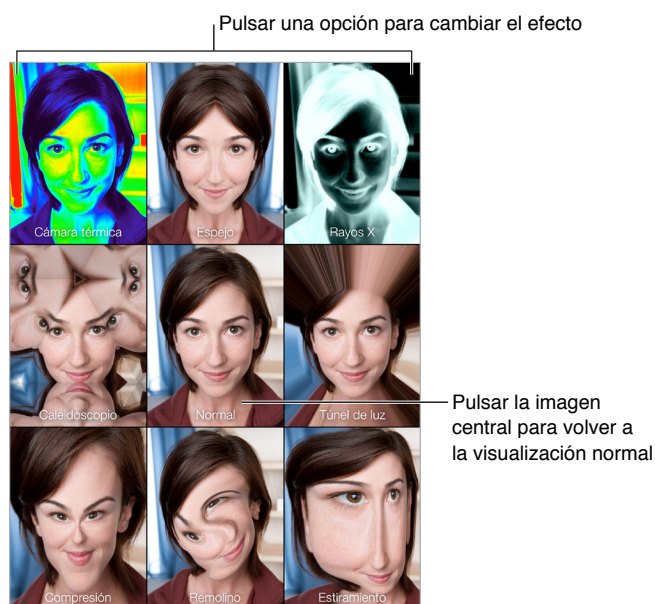 Pulsar una opción para cambiar el efecto
Cámara térmica
Espejo
Rayos X
Caleidoscopio
Normal
Túnel de luz
Pulsar la imagen
central para volver a
la visualización normal
Compresión
Remolino
Estiramiento